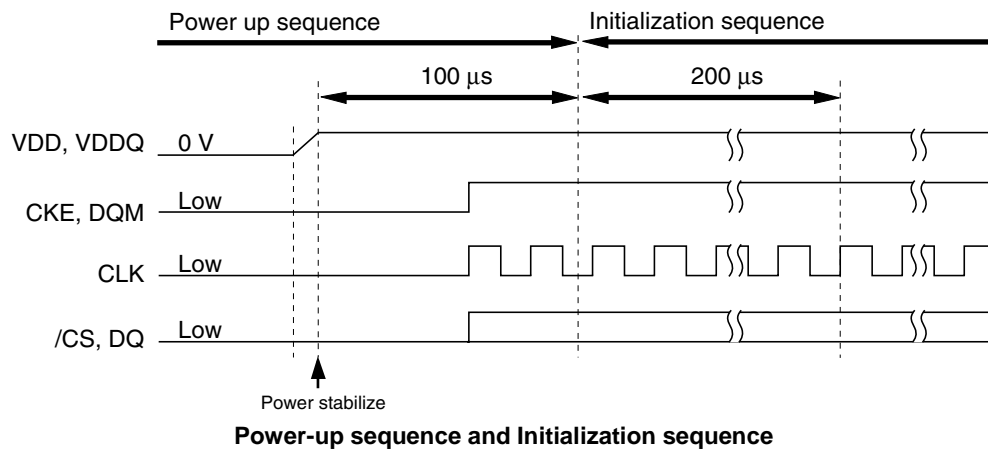 Power up sequence Initialization sequence
100 μs 200 μs
VDD, VDDQ 0 V
CKE, DQM Low
CLK Low
/CS, DQ Low
Power stabilize
Power-up sequence and Initialization sequence